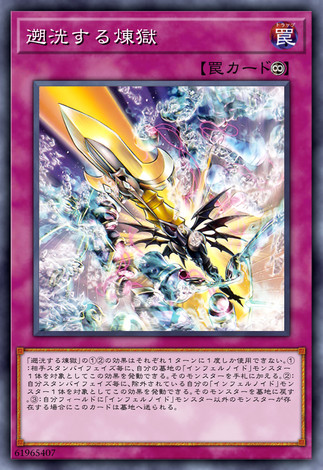 遡洸する煉獄
トラップ
罠
【罠カード∞】
「遡洸する煉獄」の①②の効果はそれぞれ1ターンに1度しか使用できない。①
:相手スタンバイフェイズ毎に、自分の墓地の「インフェルノイド」モンスター
1体を対象としてこの効果を発動できる。そのモンスターを手札に加える。②:
自分スタンバイフェイズ毎に、除外されている自分の「インフェルノイド」モン
スター1体を対象としてこの効果を発動できる。そのモンスターを墓地に戻
す。③:自分フィールドに「インフェルノイド」モンスター以外のモンスターが存
在する場合にこのカードは墓地へ送られる。
61965407